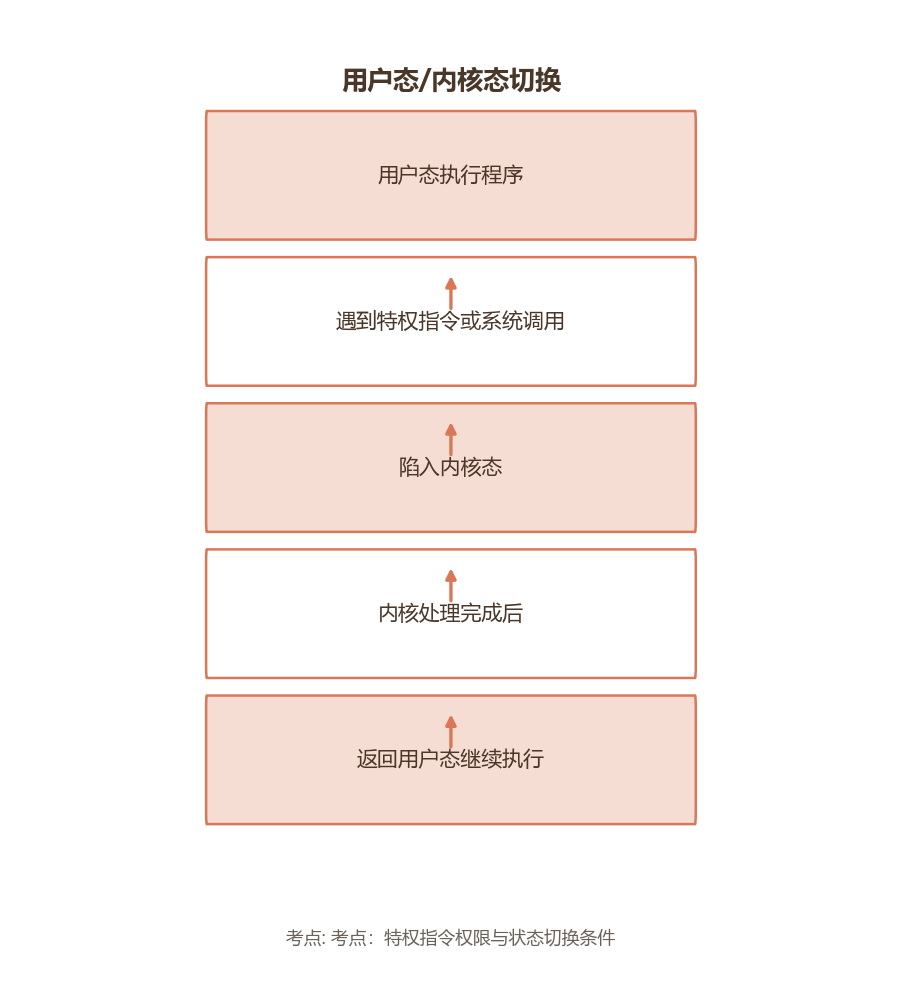 用户态/内核态切换
用户态执行程序
遇到特权指令或系统调用
陷入内核态
内核处理完成后
返回用户态继续执行
考点: 考点：特权指令权限与状态切换条件